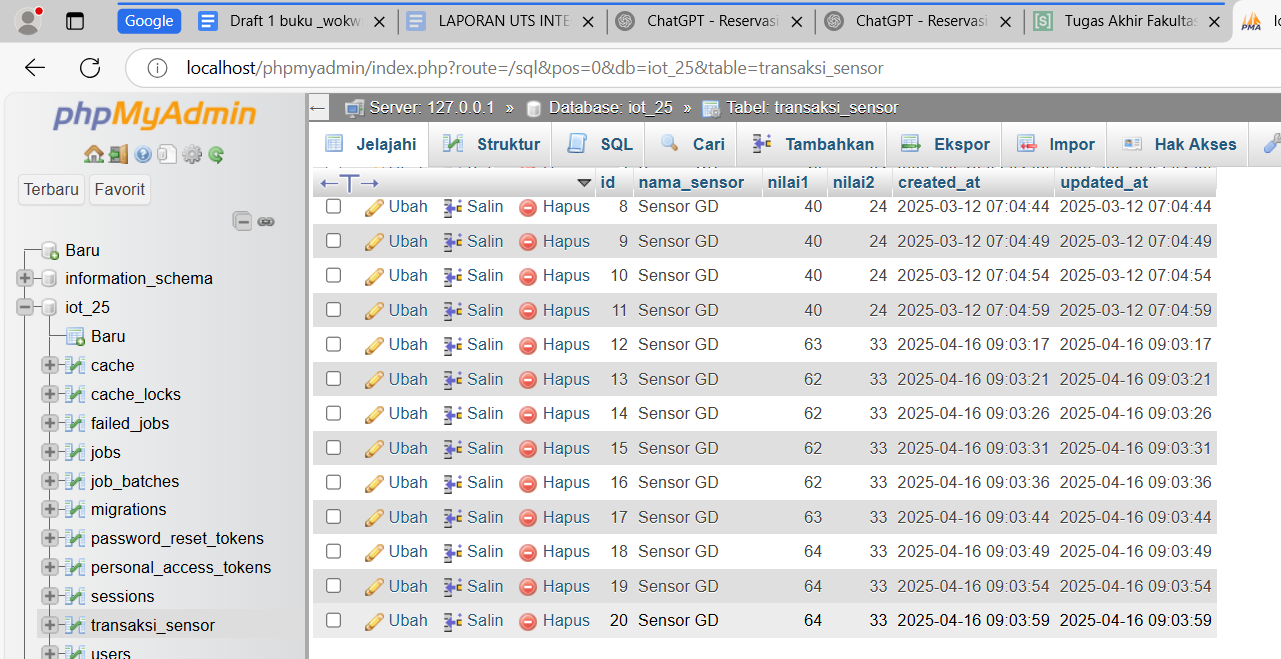 Google Draft 1 buku _wokw LAPORAN UTS INTE ChatGPT - Reservasi ChatGPT - Reservasi Tugas Akhir Fakultas
localhost/phpmyadmin/index.php?route=/sql&pos=0&db=iot_25&table=transaksi_sensor
phpMyAdmin
Terbaru Favorit
Baru
information_schema
iot_25
Baru
cache
cache_locks
failed_jobs
jobs
job_batches
migrations
password_reset_tokens
personal_access_tokens
sessions
transaksi_sensor
users
Server: 127.0.0.1 » Database: iot_25 » Tabel: transaksi_sensor
Jelajahi Struktur SQL Cari Tambahkan Ekspor Impor Hak Akses
←T→ id nama_sensor nilai1 nilai2 created_at updated_at
Ubah Salin Hapus 8 Sensor GD 40 24 2025-03-12 07:04:44 2025-03-12 07:04:44
Ubah Salin Hapus 9 Sensor GD 40 24 2025-03-12 07:04:49 2025-03-12 07:04:49
Ubah Salin Hapus 10 Sensor GD 40 24 2025-03-12 07:04:54 2025-03-12 07:04:54
Ubah Salin Hapus 11 Sensor GD 40 24 2025-03-12 07:04:59 2025-03-12 07:04:59
Ubah Salin Hapus 12 Sensor GD 63 33 2025-04-16 09:03:17 2025-04-16 09:03:17
Ubah Salin Hapus 13 Sensor GD 62 33 2025-04-16 09:03:21 2025-04-16 09:03:21
Ubah Salin Hapus 14 Sensor GD 62 33 2025-04-16 09:03:26 2025-04-16 09:03:26
Ubah Salin Hapus 15 Sensor GD 62 33 2025-04-16 09:03:31 2025-04-16 09:03:31
Ubah Salin Hapus 16 Sensor GD 62 33 2025-04-16 09:03:36 2025-04-16 09:03:36
Ubah Salin Hapus 17 Sensor GD 63 33 2025-04-16 09:03:44 2025-04-16 09:03:44
Ubah Salin Hapus 18 Sensor GD 64 33 2025-04-16 09:03:49 2025-04-16 09:03:49
Ubah Salin Hapus 19 Sensor GD 64 33 2025-04-16 09:03:54 2025-04-16 09:03:54
Ubah Salin Hapus 20 Sensor GD 64 33 2025-04-16 09:03:59 2025-04-16 09:03:59